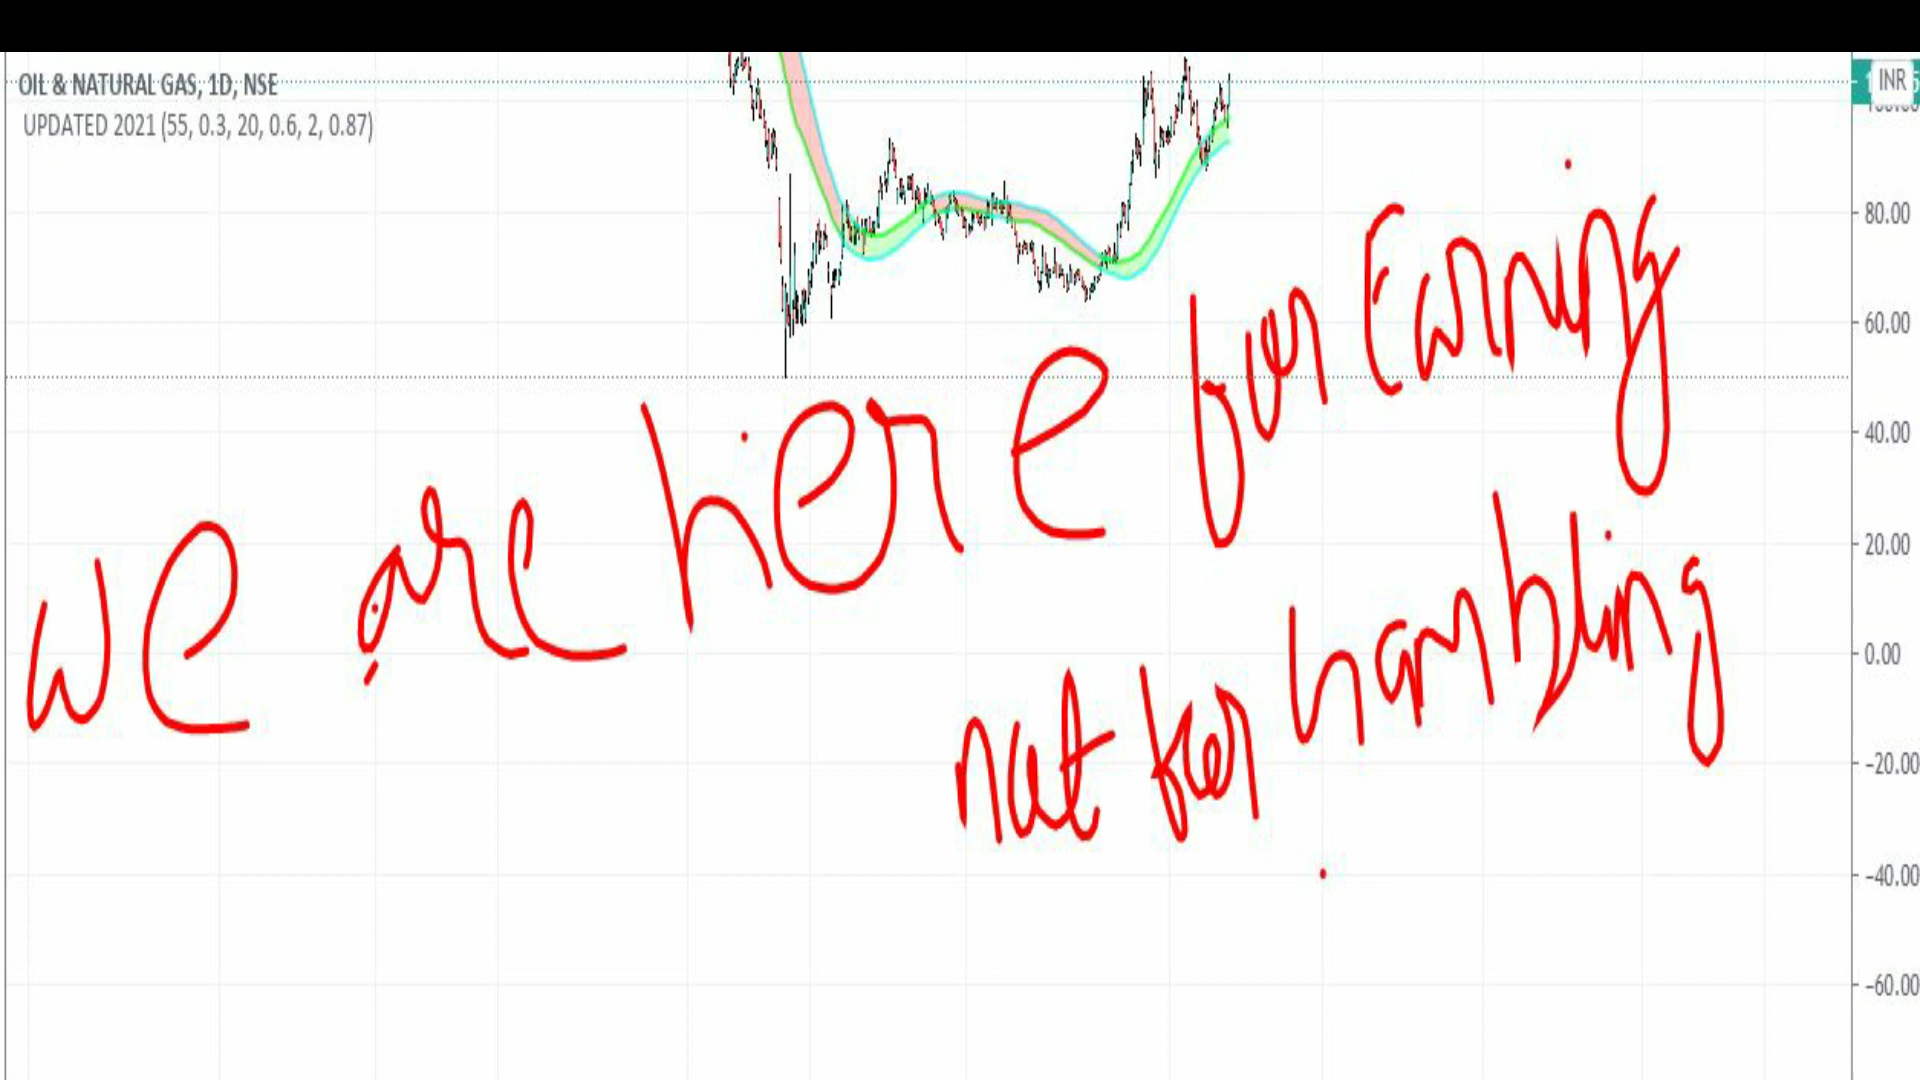 OIL & NATURAL GAS, 1D, NSE
UPDATED 2021 (55, 0.3, 20, 0.6, 2, 0.87)
INR
80.00
60.00
40.00
20.00
0.00
-20.00
-40.00
-60.00
we are here for Earning
not for hambling